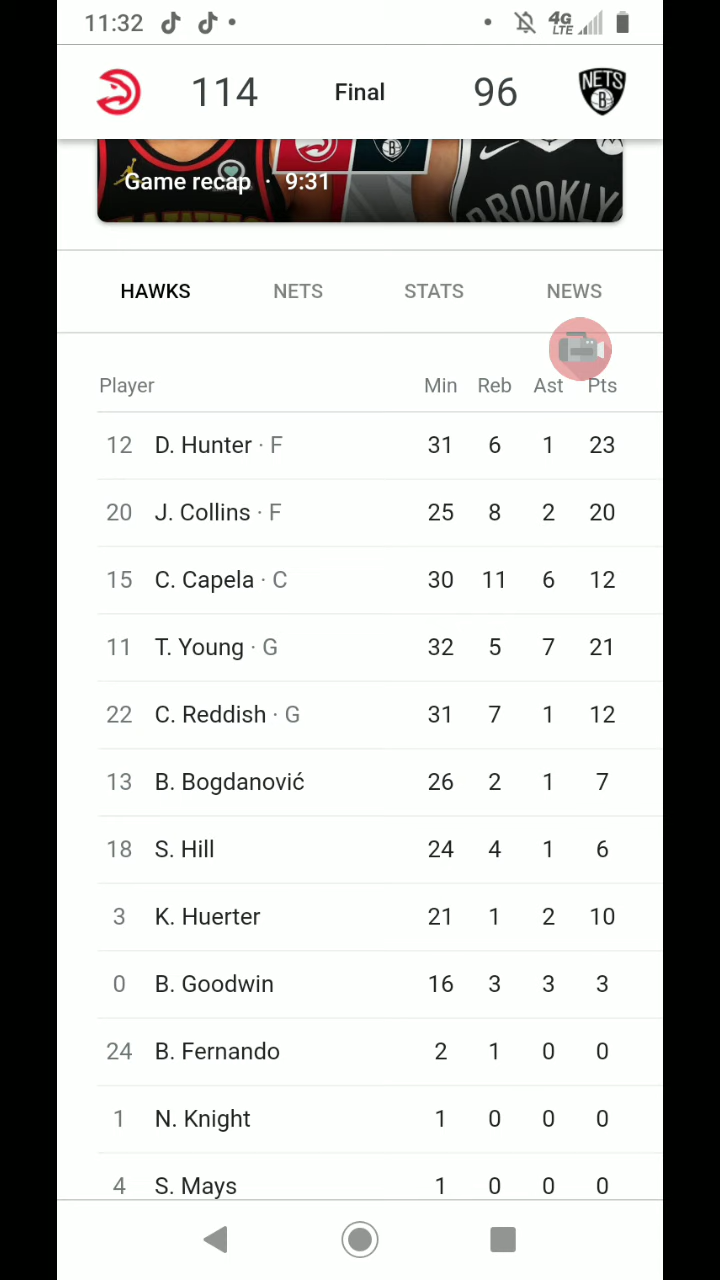 11:32 4G LTE
114 Final 96 NETS B
Game recap · 9:31 BROOKLY
HAWKS NETS STATS NEWS
Player Min Reb Ast Pts
12 D. Hunter · F 31 6 1 23
20 J. Collins · F 25 8 2 20
15 C. Capela · C 30 11 6 12
11 T. Young · G 32 5 7 21
22 C. Reddish · G 31 7 1 12
13 B. Bogdanović 26 2 1 7
18 S. Hill 24 4 1 6
3 K. Huerter 21 1 2 10
0 B. Goodwin 16 3 3 3
24 B. Fernando 2 1 0 0
1 N. Knight 1 0 0 0
4 S. Mays 1 0 0 0